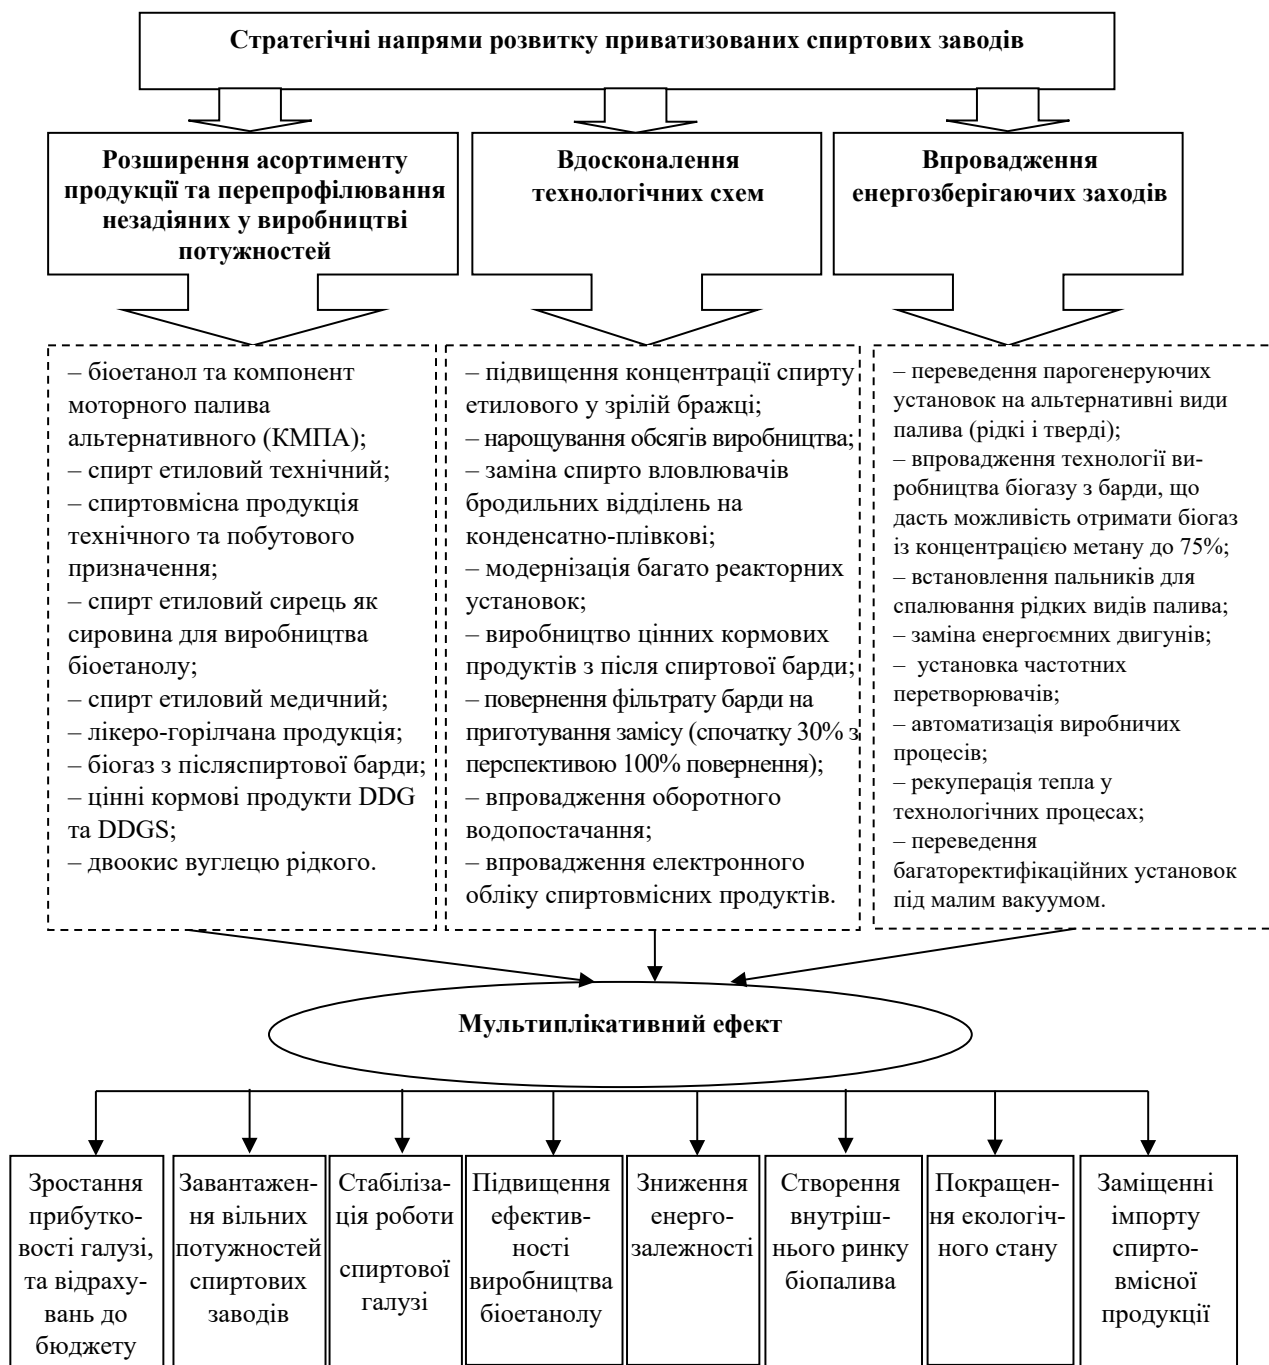 Стратегічні напрями розвитку приватизованих спиртових заводів
Розширення асортименту
продукції та перепрофілювання
незадіяних у виробництві
потужностей
Вдосконалення
технологічних схем
Впровадження
енергозберігаючих заходів
– біоетанол та компонент
моторного палива
альтернативного (КМПА);
– спирт етиловий технічний;
– спиртовмісна продукція
технічного та побутового
призначення;
– спирт етиловий сирець як
сировина для виробництва
біоетанолу;
– спирт етиловий медичний;
– лікеро-горілчана продукція;
– біогаз з післяспиртової барди;
– цінні кормові продукти DDG
та DDGS;
– двоокис вуглецю рідкого.
– підвищення концентрації спирту
етилового у зрілій бражці;
– нарощування обсягів виробництва;
– заміна спирто вловлювачів
бродильних відділень на
конденсатно-плівкові;
– модернізація багато реакторних
установок;
– виробництво цінних кормових
продуктів з після спиртової барди;
– повернення фільтрату барди на
приготування замісу (спочатку 30% з
перспективою 100% повернення);
– впровадження оборотного
водопостачання;
– впровадження електронного
обліку спиртовмісних продуктів.
– переведення парогенеруючих
установок на альтернативні види
палива (рідкі і тверді);
– впровадження технології ви-
робництва біогазу з барди, що
дасть можливість отримати біогаз
із концентрацією метану до 75%;
– встановлення пальників для
спалювання рідких видів палива;
– заміна енергоємних двигунів;
– установка частотних
перетворювачів;
– автоматизація виробничих
процесів;
– рекуперація тепла у
технологічних процесах;
– переведення
багаторектифікаційних установок
під малим вакуумом.
Мультиплікативний ефект
Зростання
прибутко-
вості галузі,
та відраху-
вань до
бюджету
Завантажен-
ня вільних
потужностей
спиртових
заводів
Стабіліза-
ція роботи
спиртової
галузі
Підвищення
ефектив-
ності
виробництва
біоетанолу
Зниження
енерго-
залежності
Створення
внутріш-
нього ринку
біопалива
Покращен-
ня екологіч-
ного стану
Заміщенні
імпорту
спирто-
вмісної
продукції